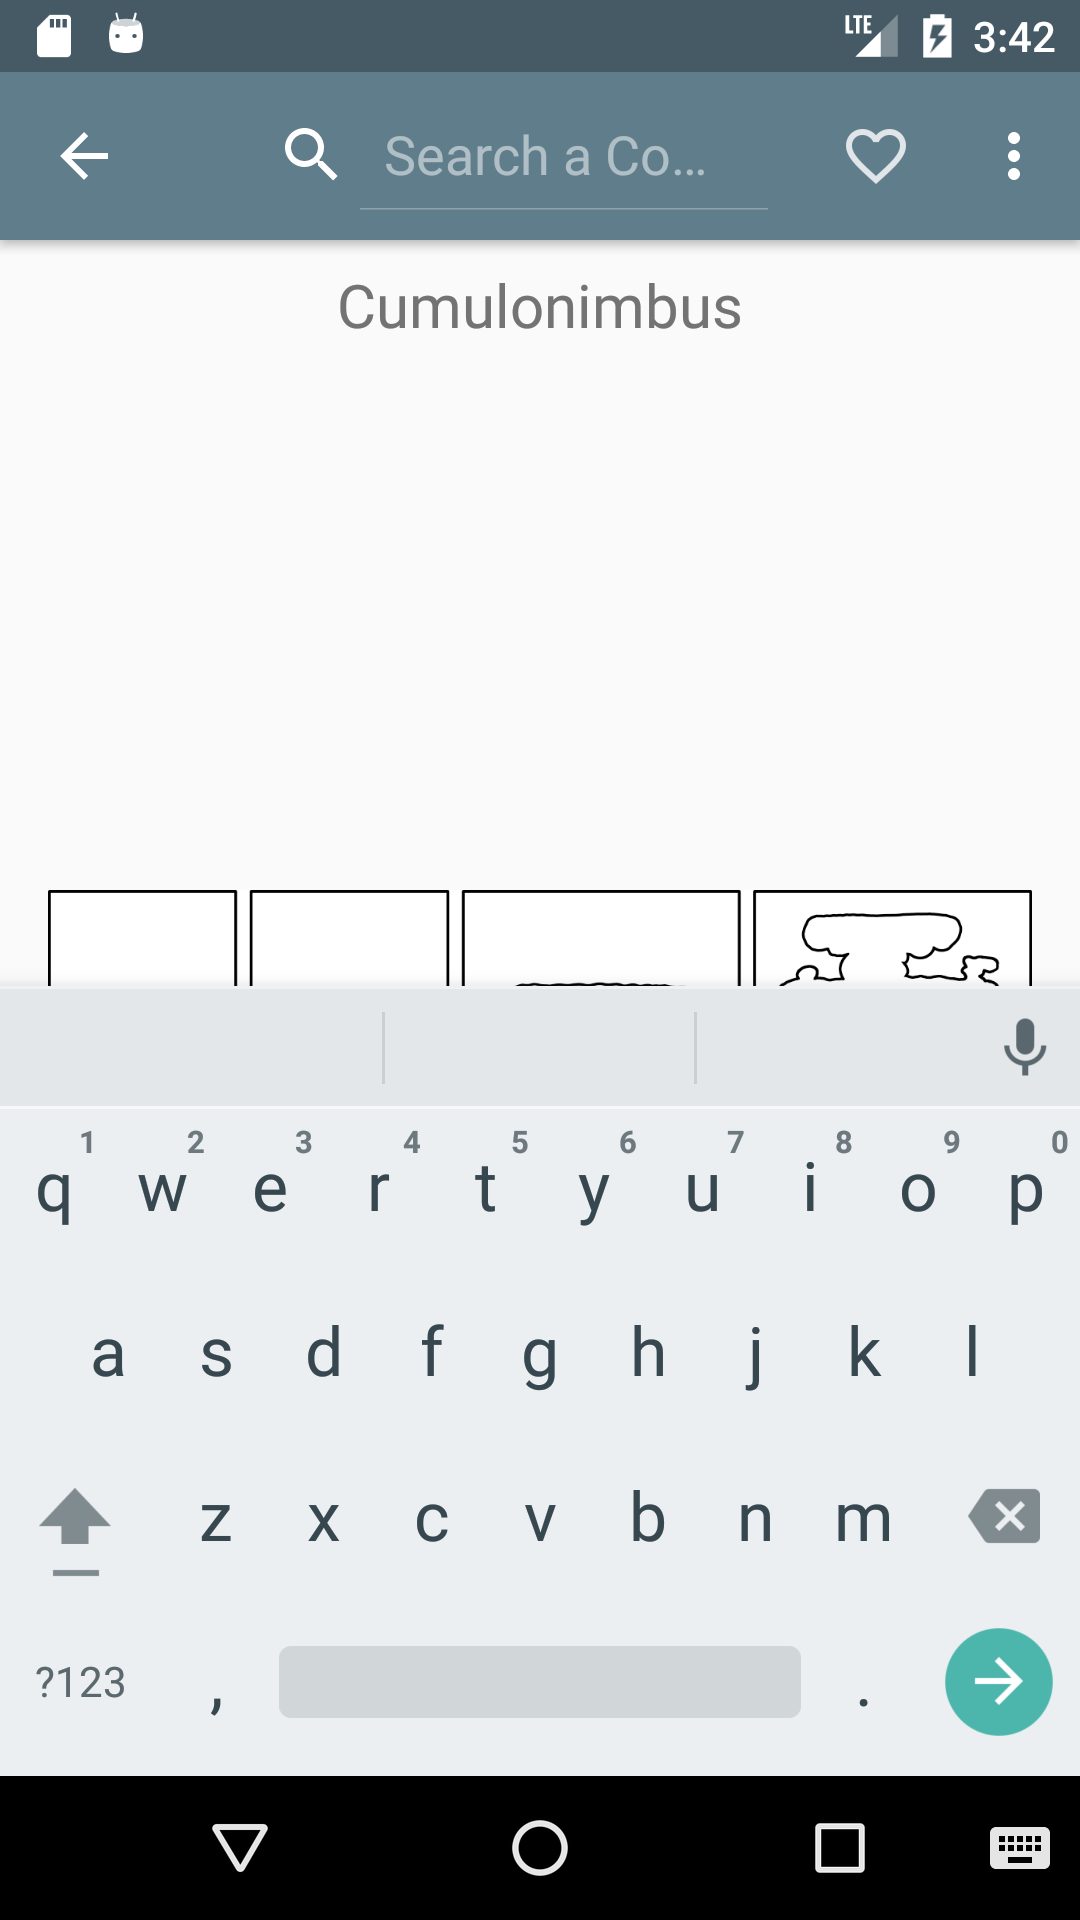 LTE 3:42
Search a Co...
Cumulonimbus
1 2 3 4 5 6 7 8 9 0
q w e r t y u i o p
a s d f g h j k l
z x c v b n m
?123 , .